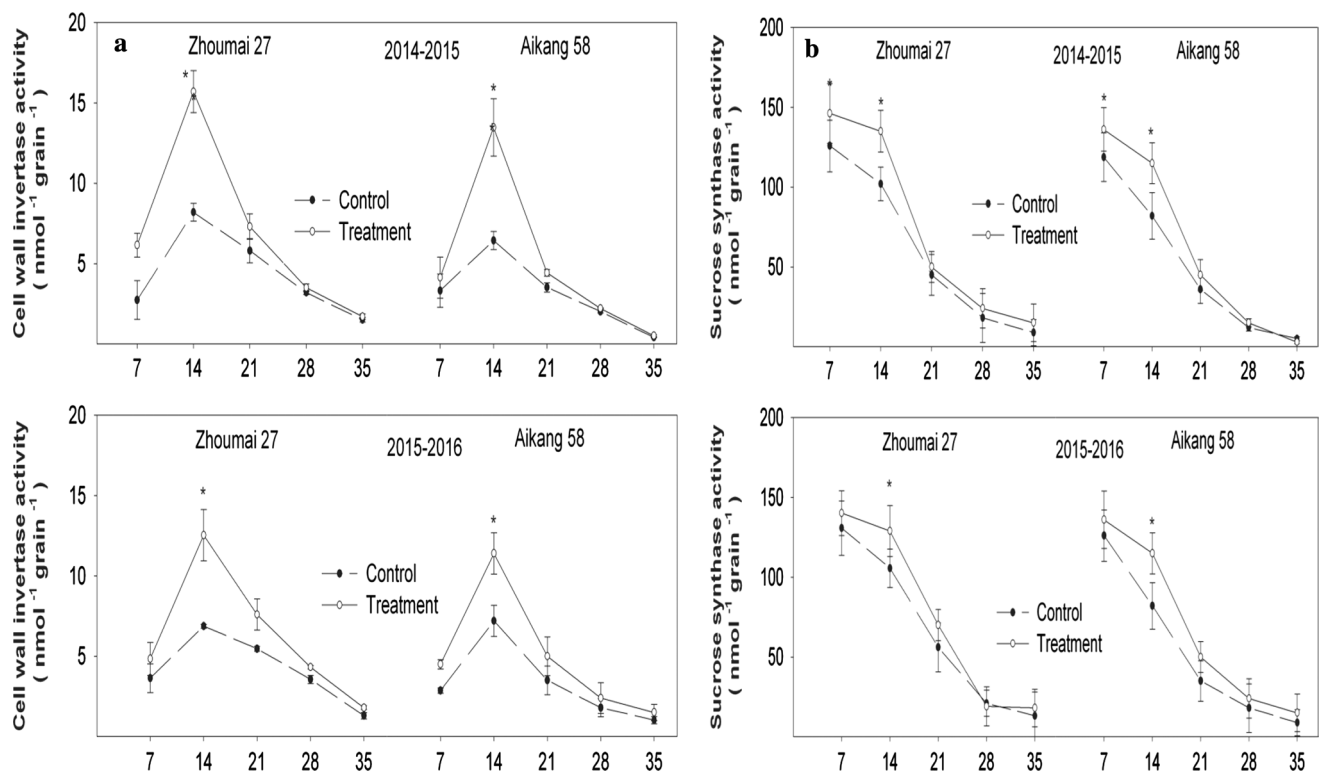 a
Zhoumai 27
2014-2015
Aikang 58
20
15
10
5
Cell wall invertase activity
( nmol -1 grain -1 )
Control
Treatment
*
*
7 14 21 28 35 7 14 21 28 35
b
Zhoumai 27
2014-2015
Aikang 58
200
150
100
50
Sucrose synthase activity
( nmol -1 grain -1 )
Control
Treatment
* * * *
7 14 21 28 35 7 14 21 28 35
Zhoumai 27
2015-2016
Aikang 58
20
15
10
5
Cell wall invertase activity
( nmol -1 grain -1 )
Control
Treatment
* *
7 14 21 28 35 7 14 21 28 35
Zhoumai 27
2015-2016
Aikang 58
200
150
100
50
Sucrose synthase activity
( nmol -1 grain -1 )
Control
Treatment
* *
7 14 21 28 35 7 14 21 28 35